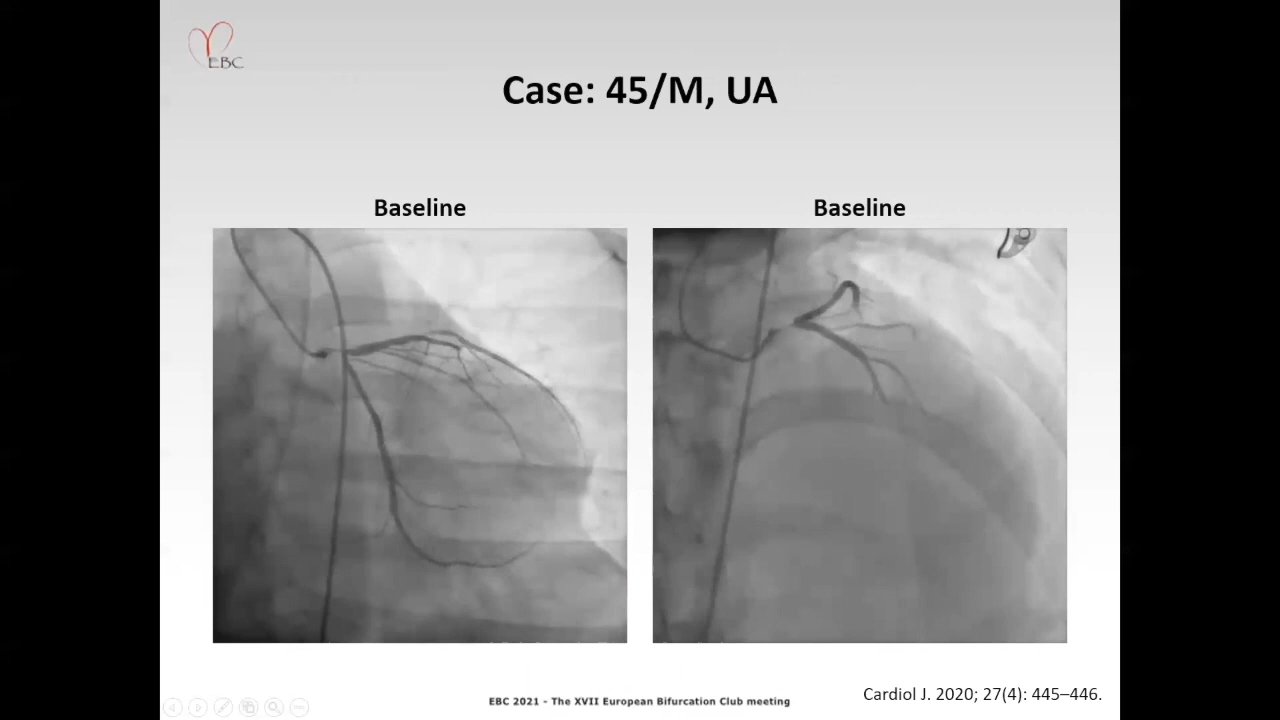 EBC
Case: 45/M, UA
Baseline
Baseline
Cardiol J. 2020; 27(4): 445–446.
EBC 2021 - The XVII European Bifurcation Club meeting